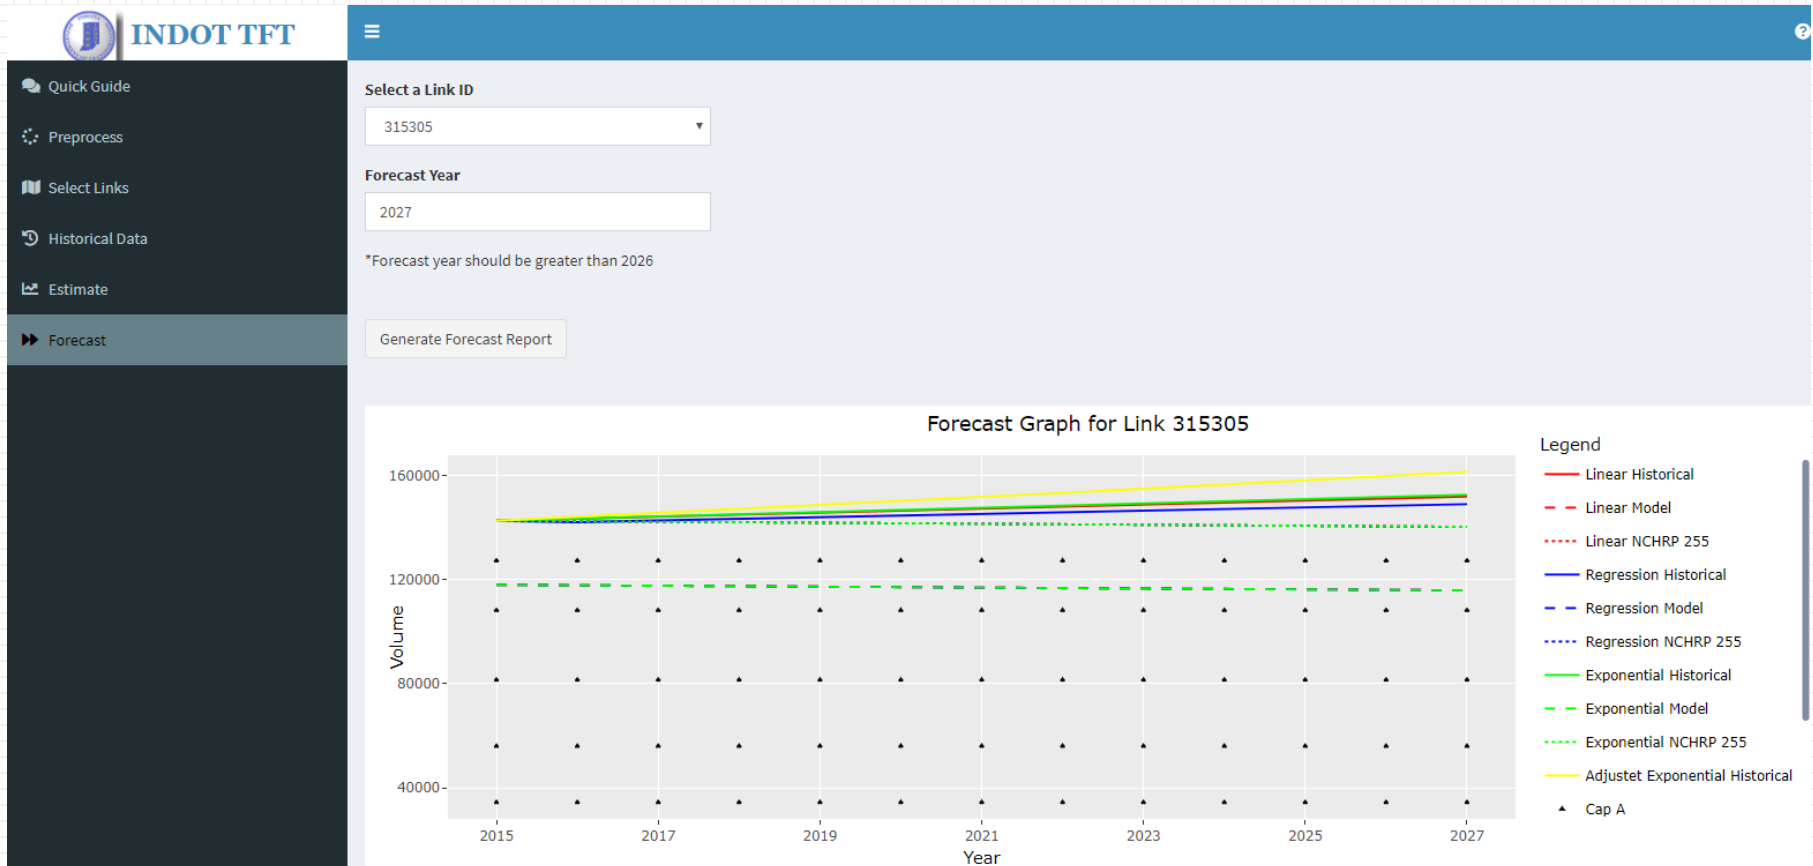 INDOT TFT
Quick Guide
Preprocess
Select Links
Historical Data
Estimate
Forecast
Select a Link ID
315305
Forecast Year
2027
*Forecast year should be greater than 2026
Generate Forecast Report
Forecast Graph for Link 315305
160000
120000
80000
40000
Volume
2015 2017 2019 2021 2023 2025 2027
Year
Legend
Linear Historical
Linear Model
Linear NCHRP 255
Regression Historical
Regression Model
Regression NCHRP 255
Exponential Historical
Exponential Model
Exponential NCHRP 255
Adjustet Exponential Historical
Cap A